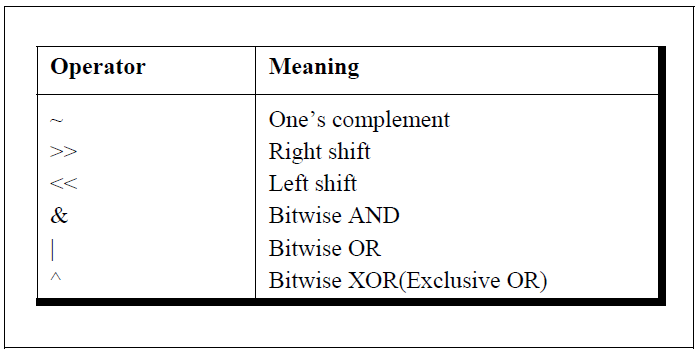 Operator Meaning
~ One’s complement
>> Right shift
<< Left shift
& Bitwise AND
| Bitwise OR
^ Bitwise XOR(Exclusive OR)